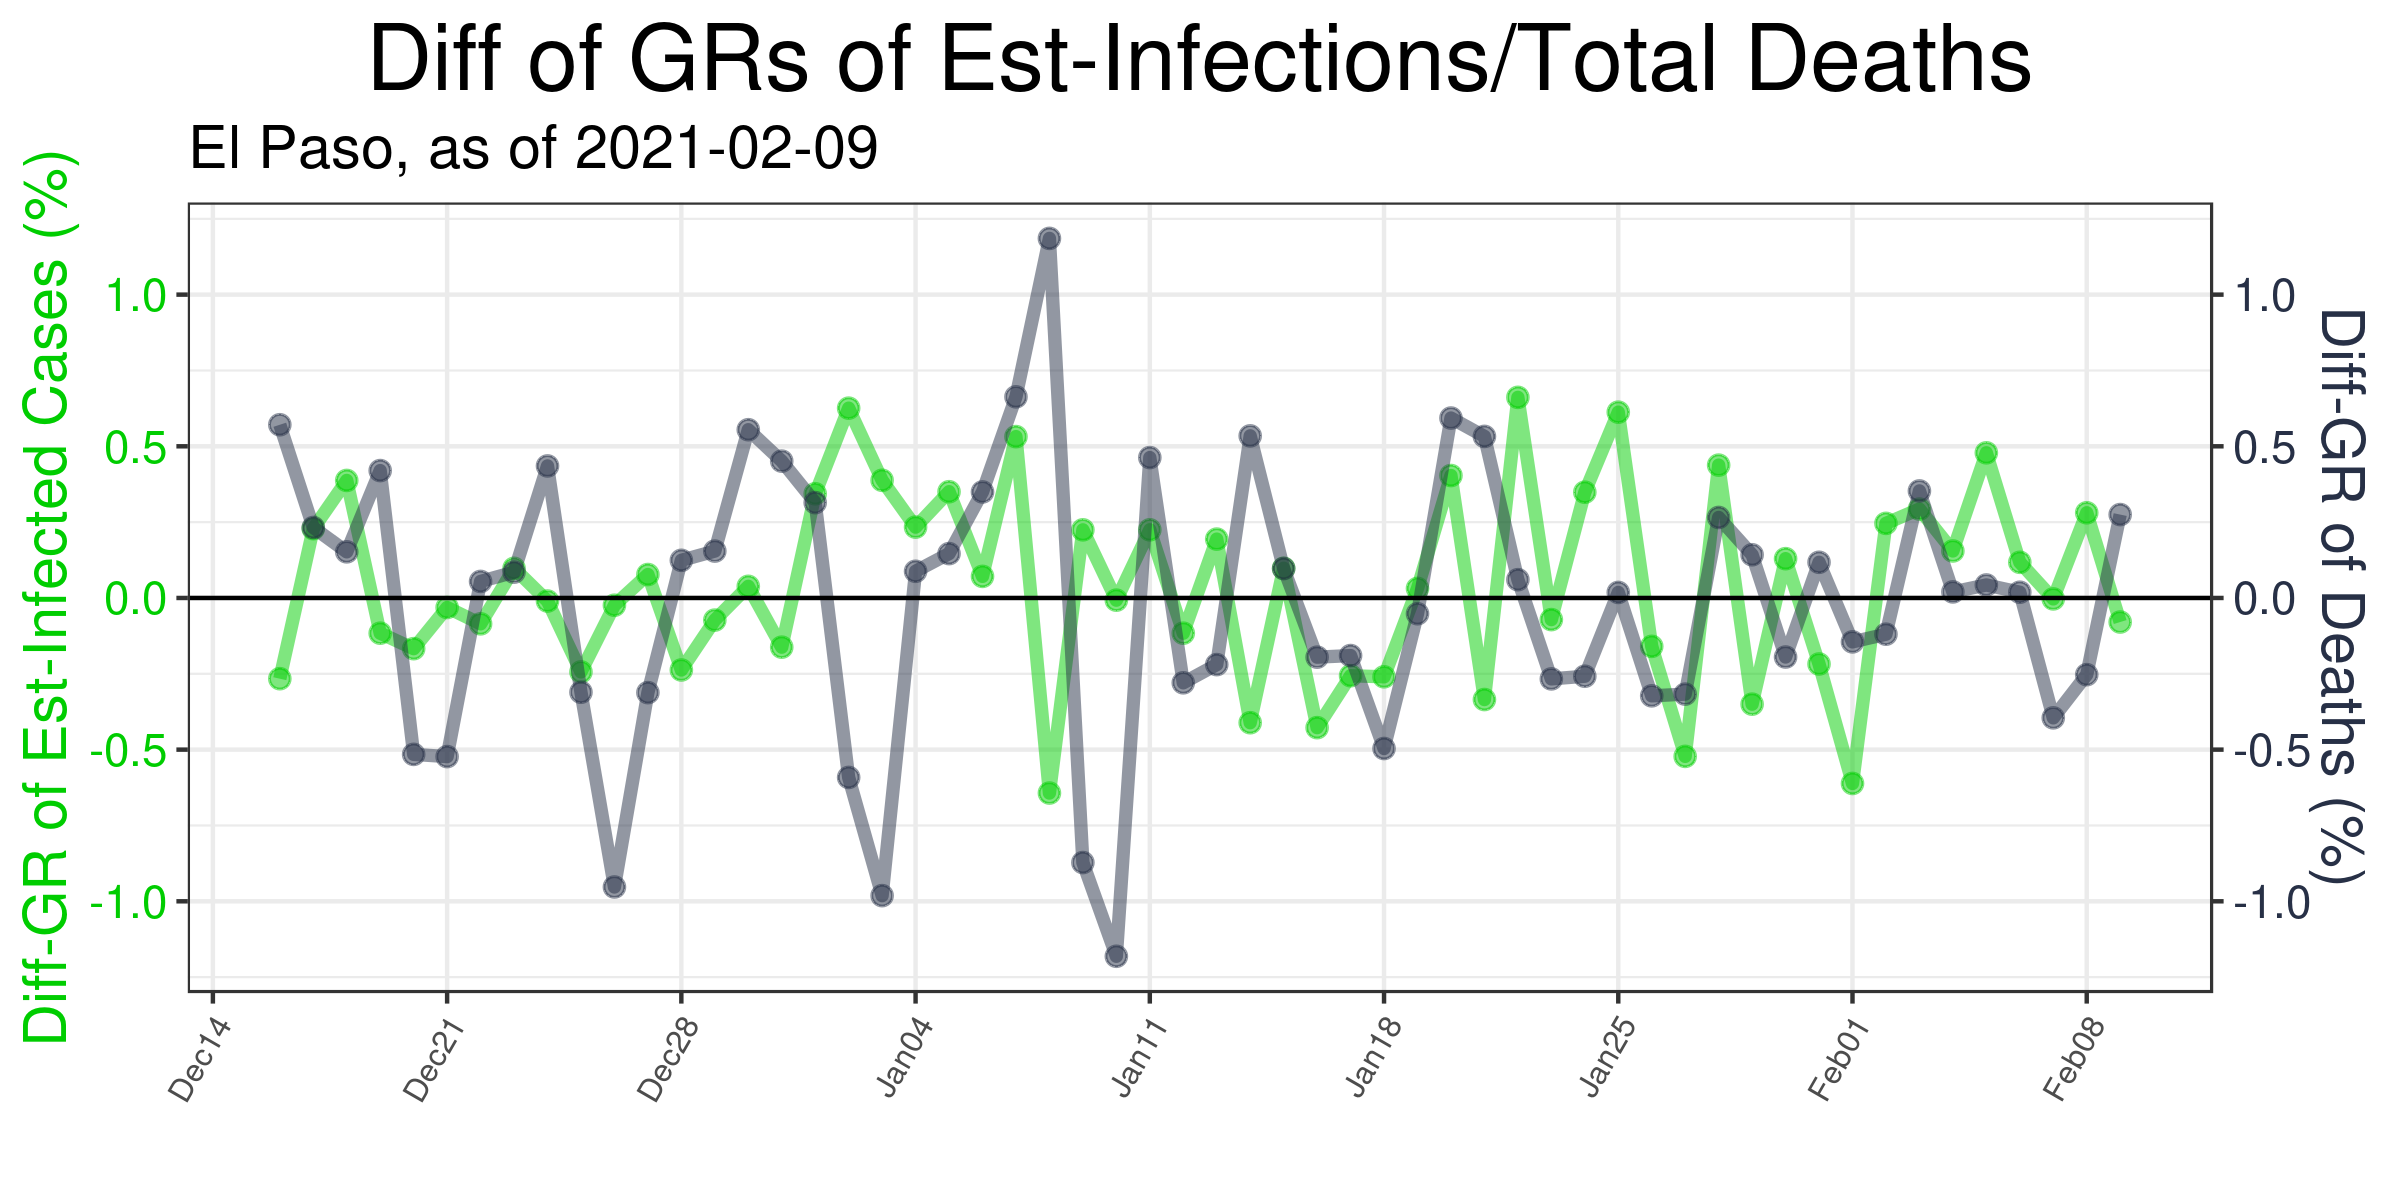 Diff of GRs of Est-Infections/Total Deaths
El Paso, as of 2021-02-09
Diff-GR of Est-Infected Cases (%)
1.0
0.5
0.0
-0.5
-1.0
1.0
0.5
0.0
-0.5
-1.0
Diff-GR of Deaths (%)
Dec14
Dec21
Dec28
Jan04
Jan11
Jan18
Jan25
Feb01
Feb08